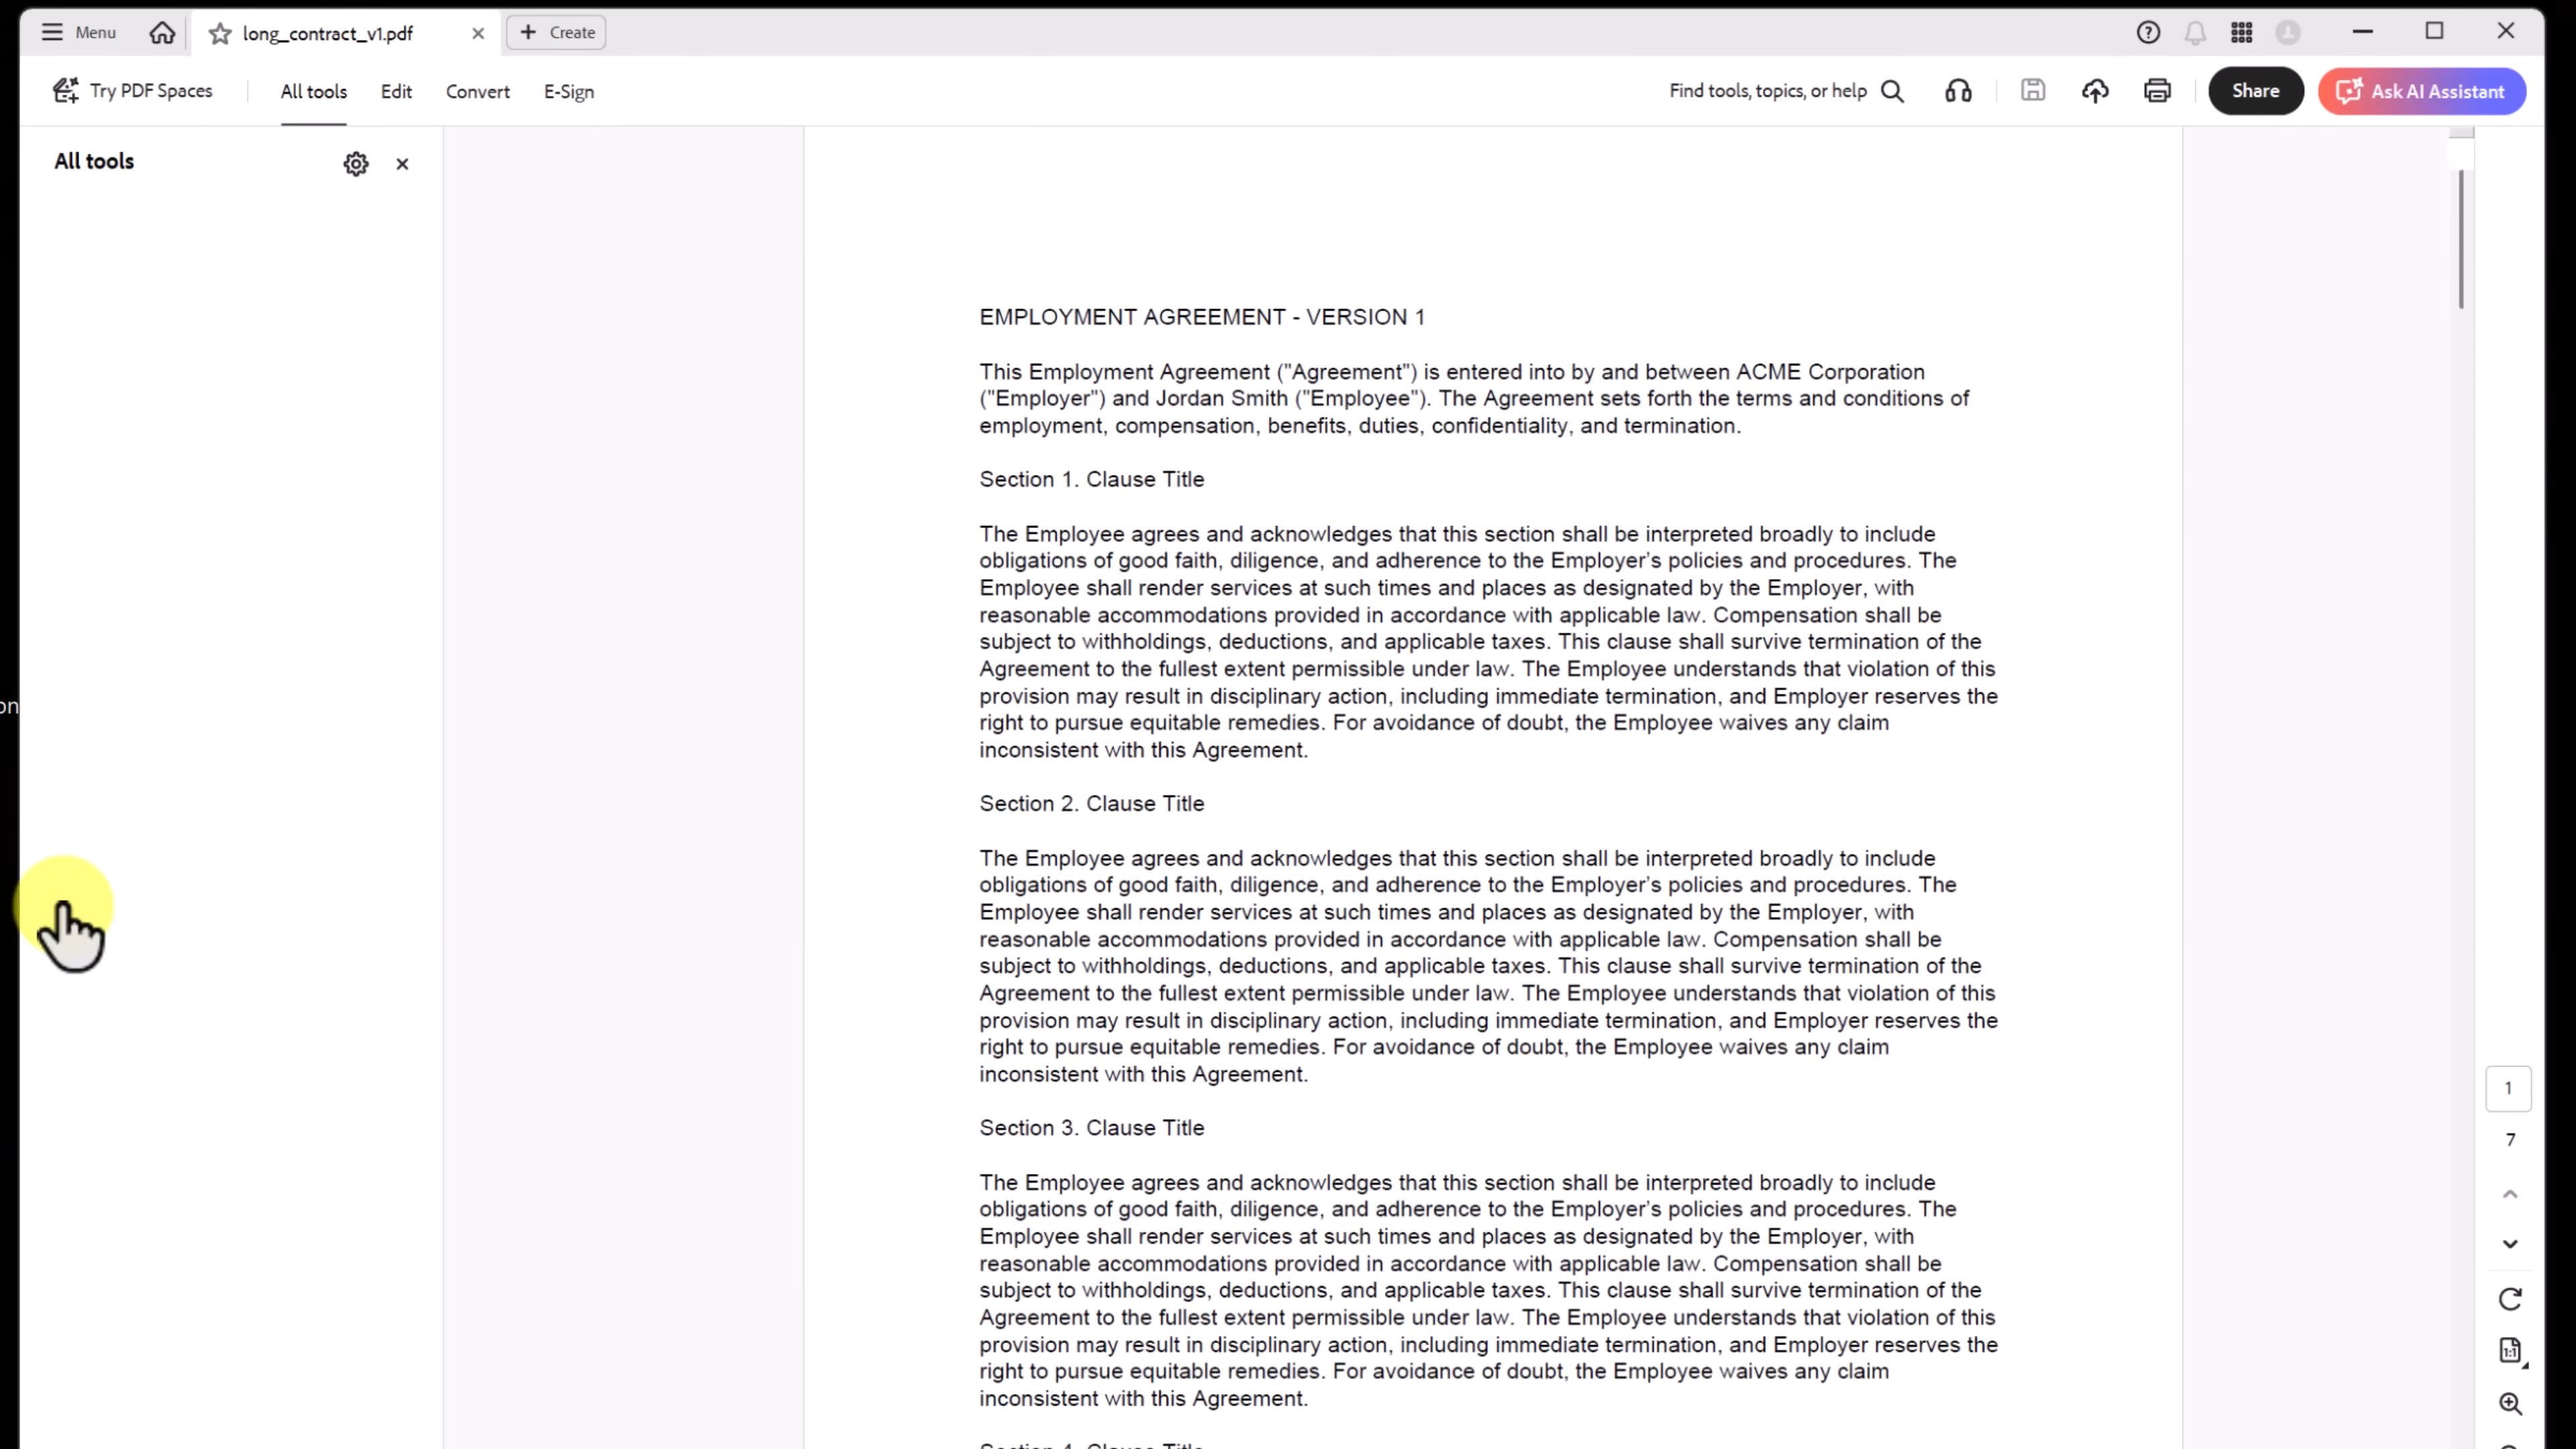 Menu
long_contract_v1.pdf
Create
Try PDF Spaces
All tools
Edit
Convert
E-Sign
Find tools, topics, or help
Share
Ask AI Assistant
All tools
EMPLOYMENT AGREEMENT - VERSION 1
This Employment Agreement ("Agreement") is entered into by and between ACME Corporation
("Employer") and Jordan Smith ("Employee"). The Agreement sets forth the terms and conditions of
employment, compensation, benefits, duties, confidentiality, and termination.
Section 1. Clause Title
The Employee agrees and acknowledges that this section shall be interpreted broadly to include
obligations of good faith, diligence, and adherence to the Employer's policies and procedures. The
Employee shall render services at such times and places as designated by the Employer, with
reasonable accommodations provided in accordance with applicable law. Compensation shall be
subject to withholdings, deductions, and applicable taxes. This clause shall survive termination of the
Agreement to the fullest extent permissible under law. The Employee understands that violation of this
provision may result in disciplinary action, including immediate termination, and Employer reserves the
right to pursue equitable remedies. For avoidance of doubt, the Employee waives any claim
inconsistent with this Agreement.
Section 2. Clause Title
The Employee agrees and acknowledges that this section shall be interpreted broadly to include
obligations of good faith, diligence, and adherence to the Employer's policies and procedures. The
Employee shall render services at such times and places as designated by the Employer, with
reasonable accommodations provided in accordance with applicable law. Compensation shall be
subject to withholdings, deductions, and applicable taxes. This clause shall survive termination of the
Agreement to the fullest extent permissible under law. The Employee understands that violation of this
provision may result in disciplinary action, including immediate termination, and Employer reserves the
right to pursue equitable remedies. For avoidance of doubt, the Employee waives any claim
inconsistent with this Agreement.
Section 3. Clause Title
The Employee agrees and acknowledges that this section shall be interpreted broadly to include
obligations of good faith, diligence, and adherence to the Employer's policies and procedures. The
Employee shall render services at such times and places as designated by the Employer, with
reasonable accommodations provided in accordance with applicable law. Compensation shall be
subject to withholdings, deductions, and applicable taxes. This clause shall survive termination of the
Agreement to the fullest extent permissible under law. The Employee understands that violation of this
provision may result in disciplinary action, including immediate termination, and Employer reserves the
right to pursue equitable remedies. For avoidance of doubt, the Employee waives any claim
inconsistent with this Agreement.
Section 4. Clause Title
on
1
7
1:1